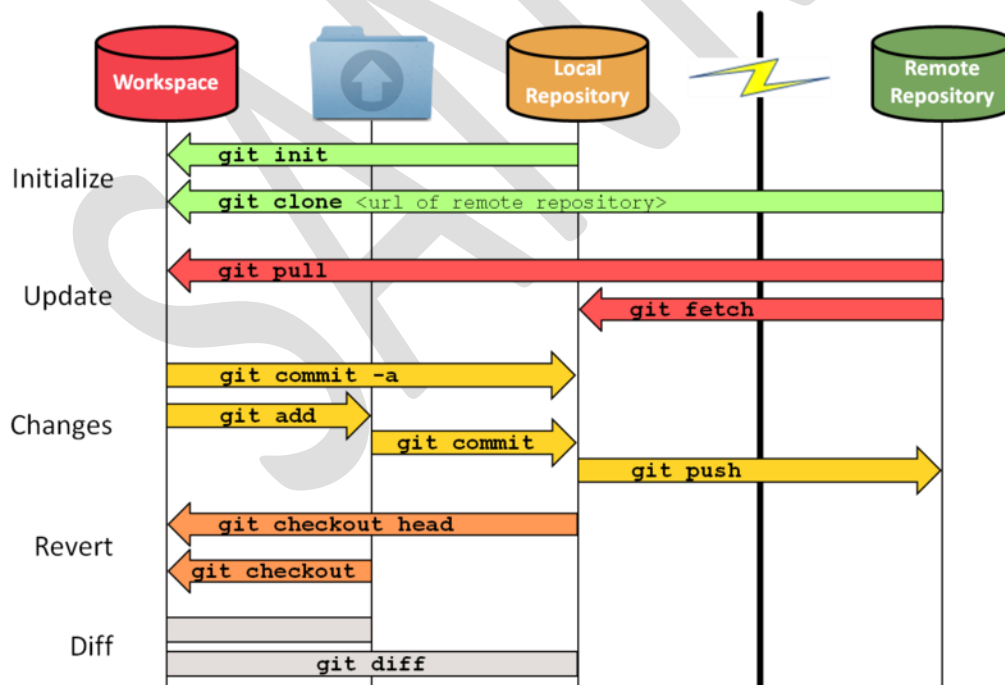 Workspace
Local
Repository
Remote
Repository
Initialize
git init
git clone <url of remote repository>
Update
git pull
git fetch
Changes
git commit -a
git add
git commit
git push
Revert
git checkout head
git checkout
Diff
git diff